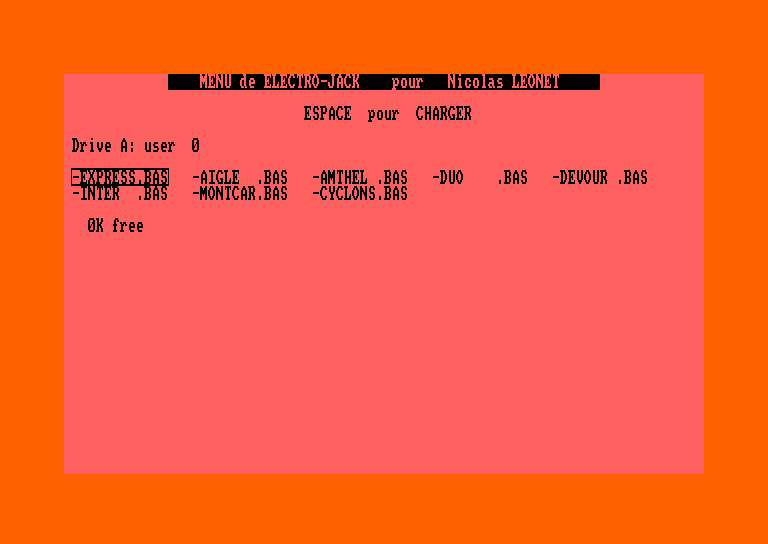 MENU de ELECTRO-JACK    pour   Nicolas LEONET
ESPACE  pour  CHARGER
Drive A: user  0
-EXPRESS.BAS   -AIGLE  .BAS   -AMTHEL .BAS   -DUO    .BAS   -DEVOUR .BAS
-INTER  .BAS   -MONTCAR.BAS   -CYCLONS.BAS
0K free